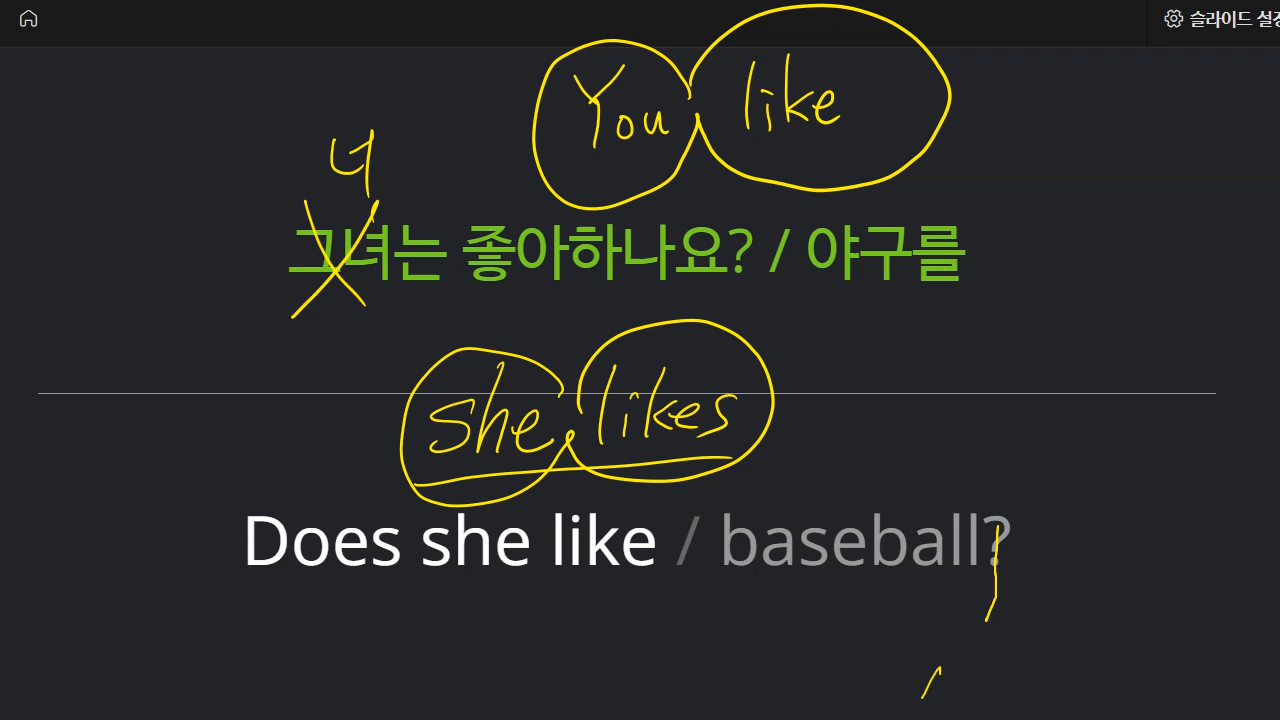 슬라이드 설정
You like
너
그녀는 좋아하나요? / 야구를
she likes
Does she like / baseball?